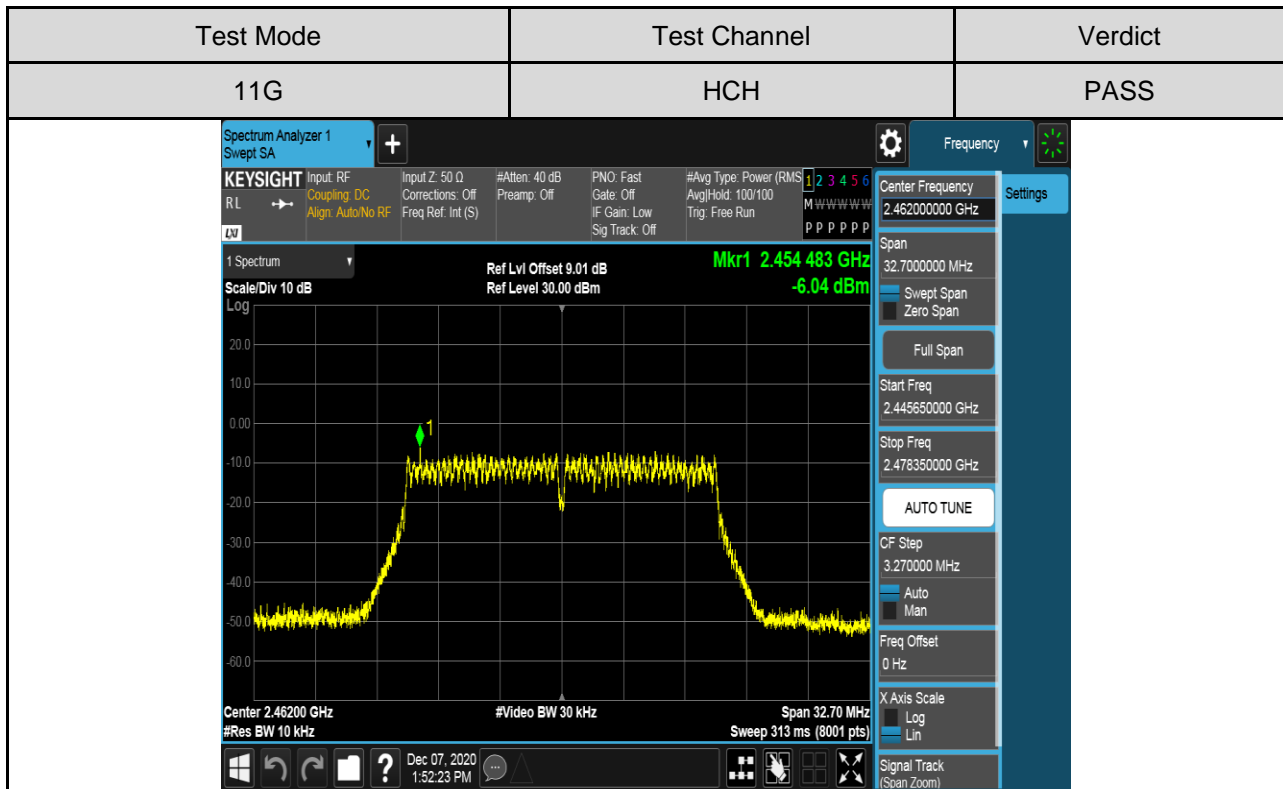 Test Mode Test Channel Verdict
11G HCH PASS
Spectrum Analyzer 1
Swept SA
+
Frequency
KEYSIGHT
RL
LXI
Input: RF
Coupling: DC
Align: Auto/No RF
Input Z: 50 Ω
Corrections: Off
Freq Ref: Int (S)
#Atten: 40 dB
Preamp: Off
PNO: Fast
Gate: Off
IF Gain: Low
Sig Track: Off
#Avg Type: Power (RMS
Avg|Hold: 100/100
Trig: Free Run
1 2 3 4 5 6
M W W W W W
P P P P P P
1 Spectrum
Scale/Div 10 dB
Ref Lvl Offset 9.01 dB
Ref Level 30.00 dBm
Mkr1 2.454 483 GHz
-6.04 dBm
Log
20.0
10.0
0.00
-10.0
-20.0
-30.0
-40.0
-50.0
-60.0
1
Center 2.46200 GHz
#Res BW 10 kHz
#Video BW 30 kHz
Span 32.70 MHz
Sweep 313 ms (8001 pts)
?
Dec 07, 2020
1:52:23 PM
Center Frequency
2.462000000 GHz
Span
32.7000000 MHz
Swept Span
Zero Span
Full Span
Start Freq
2.445650000 GHz
Stop Freq
2.478350000 GHz
AUTO TUNE
CF Step
3.270000 MHz
Auto
Man
Freq Offset
0 Hz
X Axis Scale
Log
Lin
Signal Track
(Span Zoom)
Settings